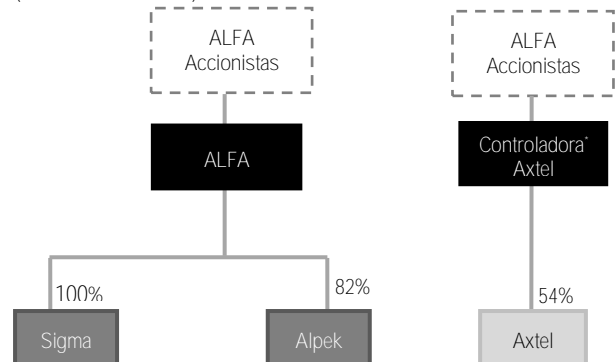 ALFA
Accionistas
ALFA
Accionistas
ALFA
Controladora*
Axtel
100%
82%
54%
Sigma
Alpek
Axtel